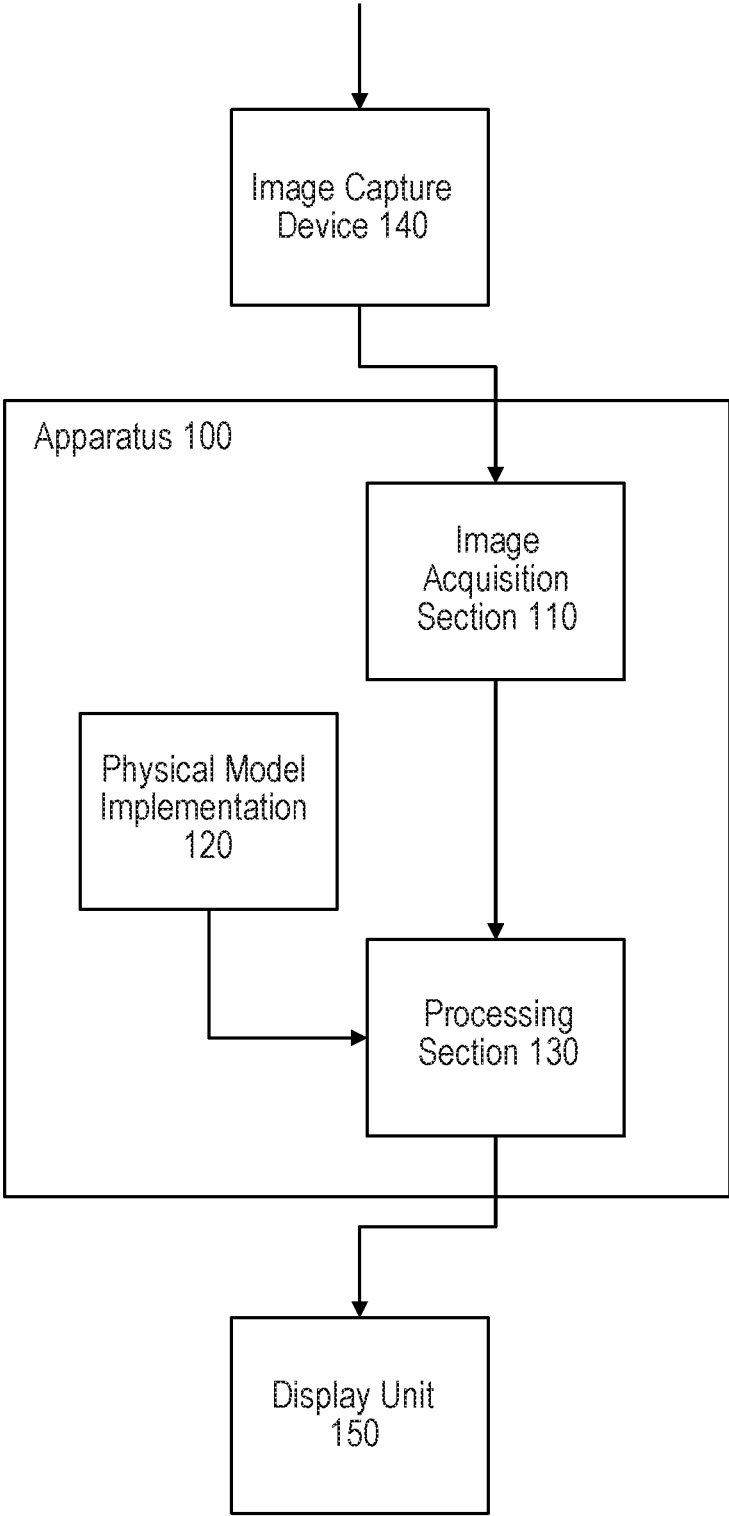 Image Capture
Device 140
Apparatus 100
Image
Acquisition
Section 110
Physical Model
Implementation
120
Processing
Section 130
Display Unit
150